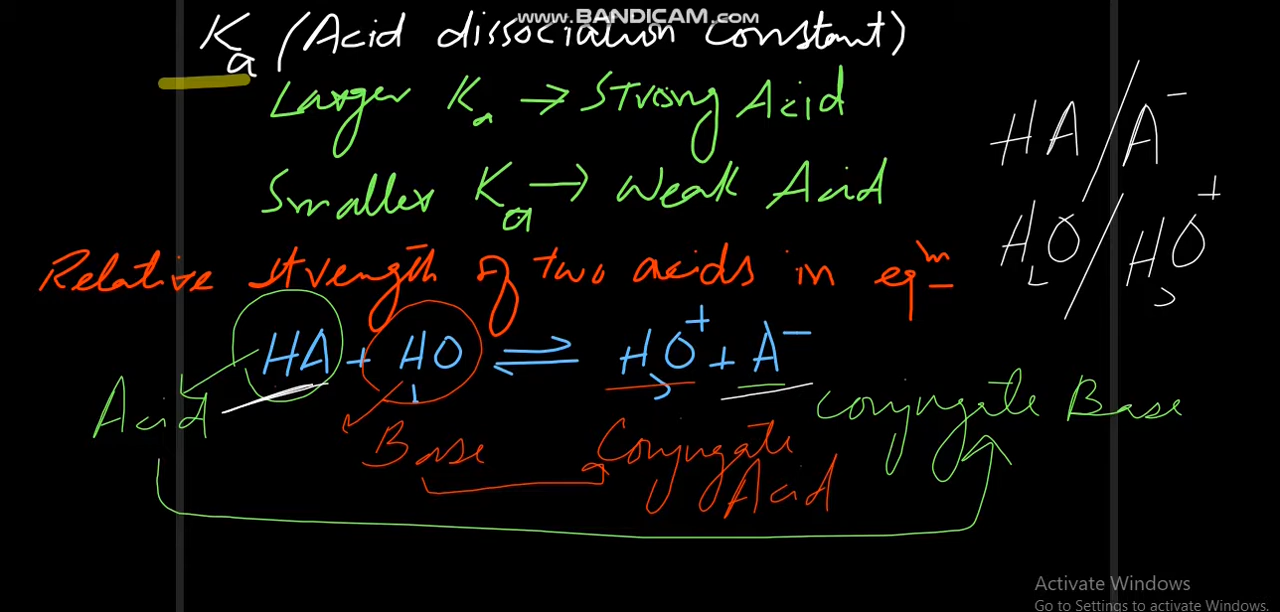 www.BANDICAM.com
Ka (Acid dissociation constant)
Larger Ka → Strong Acid
Smaller Ka → Weak Acid
HA/A⁻
H₂O/H₃O⁺
Relative strength of two acids in eqm
HA + H₂O ⇌ H₃O⁺ + A⁻
Acid
Base
Conjugate Acid
Conjugate Base
Activate Windows
Go to Settings to activate Windows.